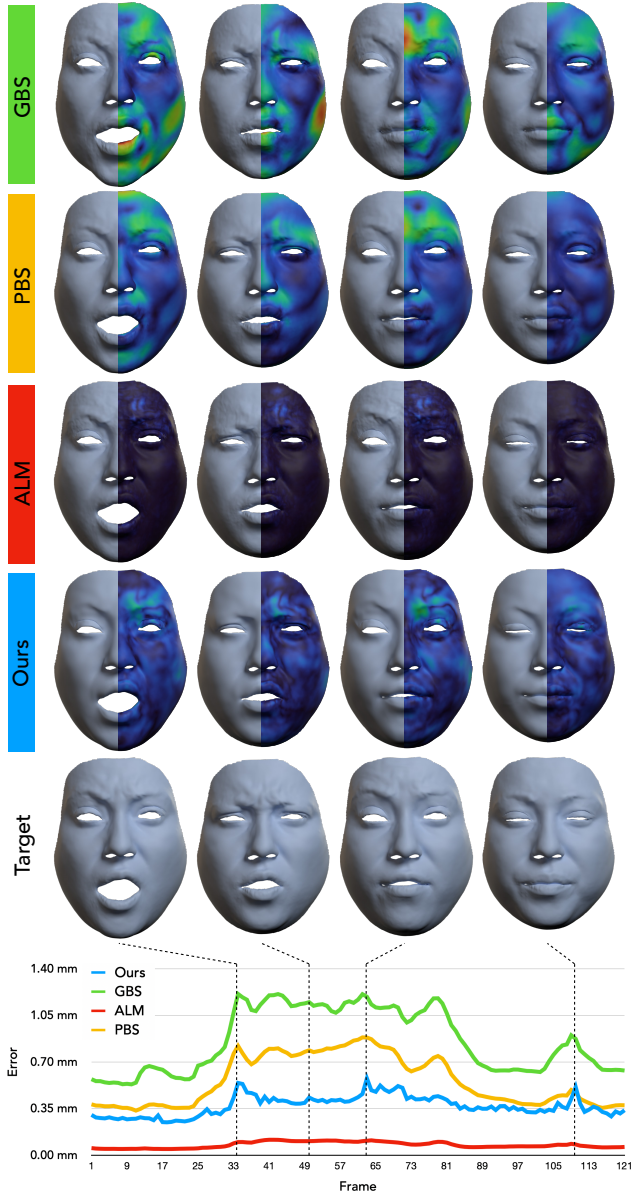 GBS
PBS
ALM
Ours
Target
1.40 mm
1.05 mm
0.70 mm
0.35 mm
0.00 mm
Error
Ours
GBS
ALM
PBS
1 9 17 25 33 41 49 57 65 73 81 89 97 105 113 121
Frame